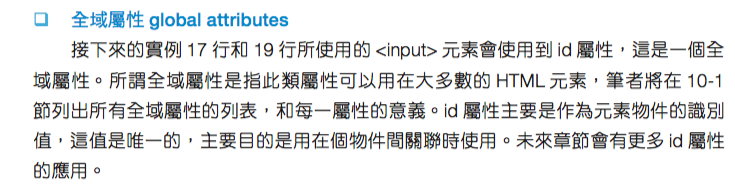 ❑ 全域屬性 global attributes
接下來的實例 17 行和 19 行所使用的 <input> 元素會使用到 id 屬性，這是一個全
域屬性。所謂全域屬性是指此類屬性可以用在大多數的 HTML 元素，筆者將在 10-1
節列出所有全域屬性的列表，和每一屬性的意義。id 屬性主要是作為元素物件的識別
值，這值是唯一的，主要目的是用在個物件間關聯時使用。未來章節會有更多 id 屬性
的應用。